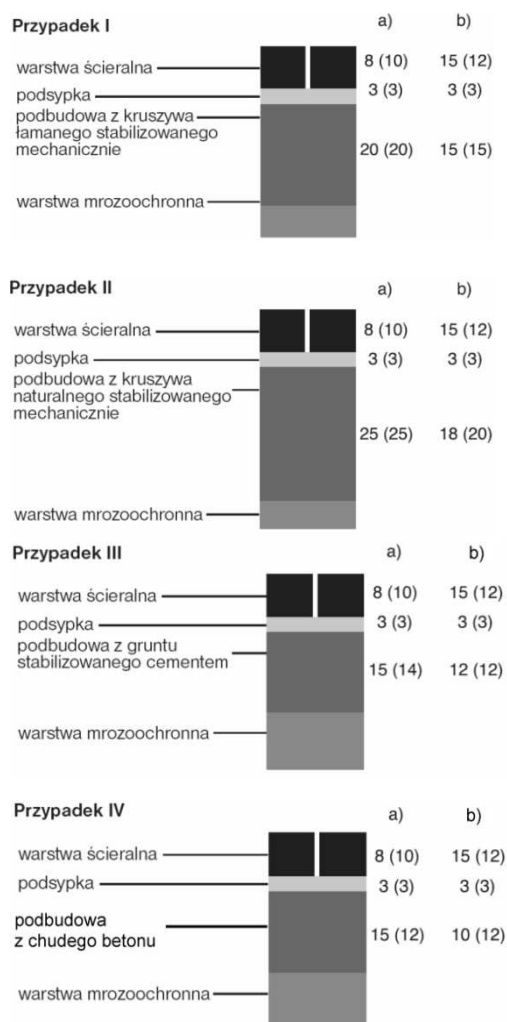 Przypadek I
a) b)
warstwa ścieralna 8 (10) 15 (12)
podsypka 3 (3) 3 (3)
podbudowa z kruszywa
łamanego stabilizowanego
mechanicznie 20 (20) 15 (15)
warstwa mrozoochronna
Przypadek II
a) b)
warstwa ścieralna 8 (10) 15 (12)
podsypka 3 (3) 3 (3)
podbudowa z kruszywa
naturalnego stabilizowanego
mechanicznie
25 (25) 18 (20)
warstwa mrozoochronna
Przypadek III a) b)
warstwa ścieralna 8 (10) 15 (12)
podsypka 3 (3) 3 (3)
podbudowa z gruntu
stabilizowanego cementem
15 (14) 12 (12)
warstwa mrozoochronna
Przypadek IV a) b)
warstwa ścieralna 8 (10) 15 (12)
podsypka 3 (3) 3 (3)
podbudowa
z chudego betonu 15 (12) 10 (12)
warstwa mrozoochronna